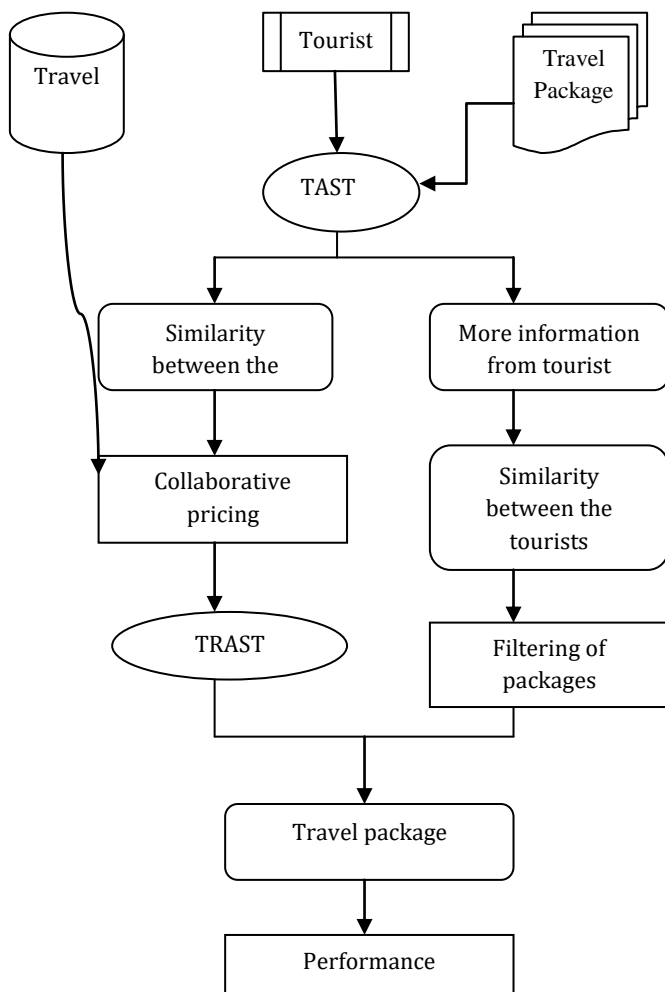 Travel
Tourist
Travel
Package
TAST
Similarity
between the
More information
from tourist
Collaborative
pricing
Similarity
between the
tourists
TRAST
Filtering of
packages
Travel package
Performance